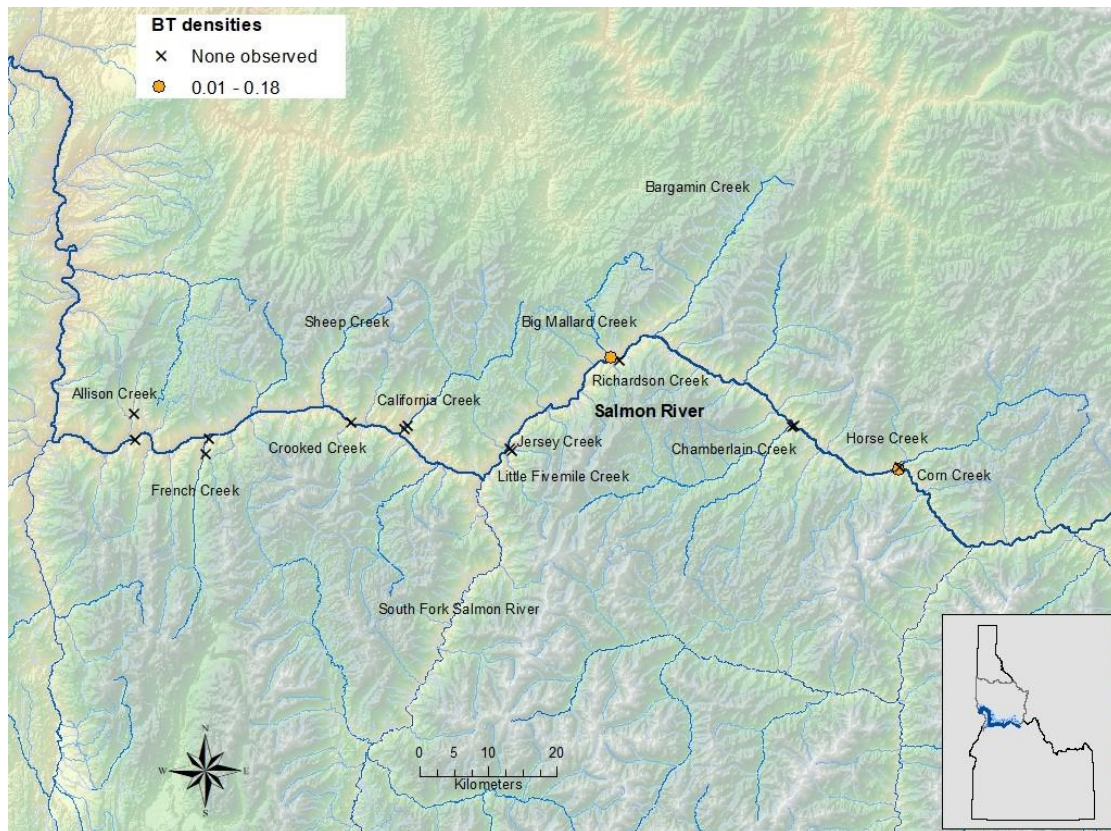 BT densities
None observed
0.01 - 0.18
Bargamin Creek
Sheep Creek
Big Mallard Creek
Richardson Creek
Allison Creek
California Creek
Salmon River
Crooked Creek
Jersey Creek
Chamberlain Creek
Horse Creek
Little Fivemile Creek
Corn Creek
French Creek
South Fork Salmon River
N
W
E
S
0 5 10 20
Kilometers